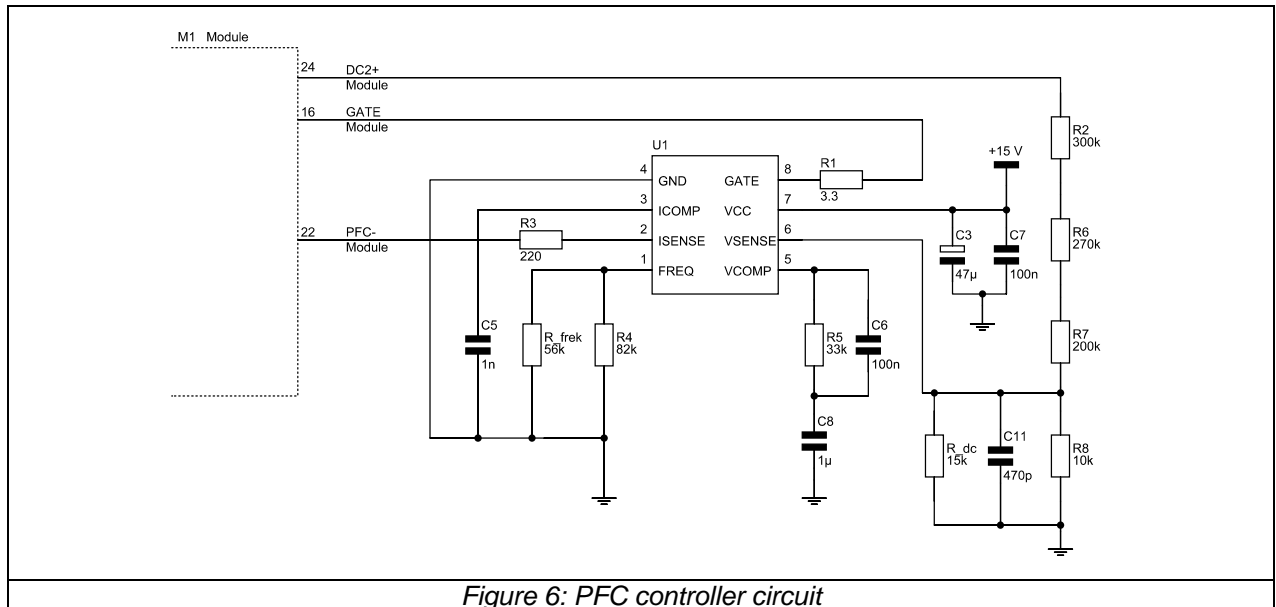 M1 Module
24 DC2+
Module
16 GATE
Module
22 PFC-
Module
U1
4 GND
3 ICOMP
2 ISENSE
1 FREQ
GATE 8
VCC 7
VSENSE 6
VCOMP 5
R1
3.3
R3
220
+15 V
C3
47µ
C7
100n
R2
300k
R6
270k
R7
200k
C5
1n
R_frek
56k
R4
82k
R5
33k
C6
100n
C8
1µ
R_dc
15k
C11
470p
R8
10k
Figure 6: PFC controller circuit